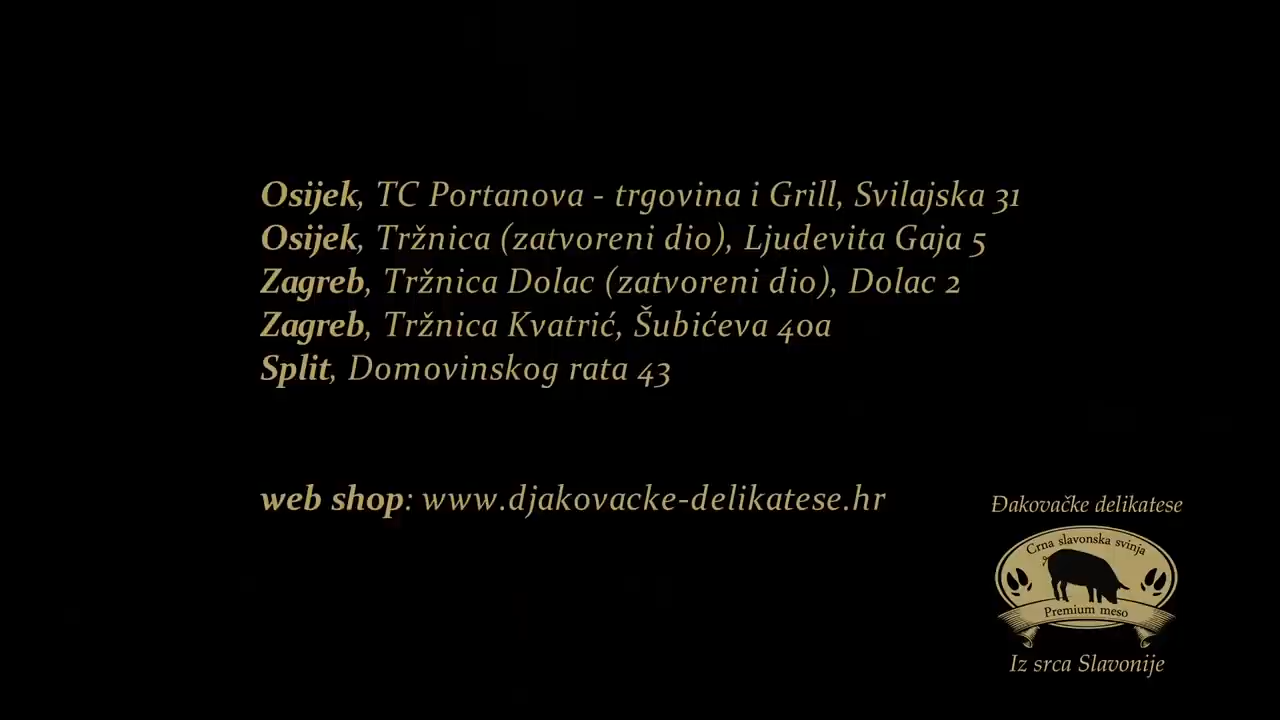 Osijek, TC Portanova - trgovina i Grill, Svilajska 31
Osijek, Tržnica (zatvoreni dio), Ljudevita Gaja 5
Zagreb, Tržnica Dolac (zatvoreni dio), Dolac 2
Zagreb, Tržnica Kvatrić, Šubićeva 40a
Split, Domovinskog rata 43
web shop: www.djakovacke-delikatese.hr
Đakovačke delikatese
Crna slavonska svinja
Premium meso
Iz srca Slavonije